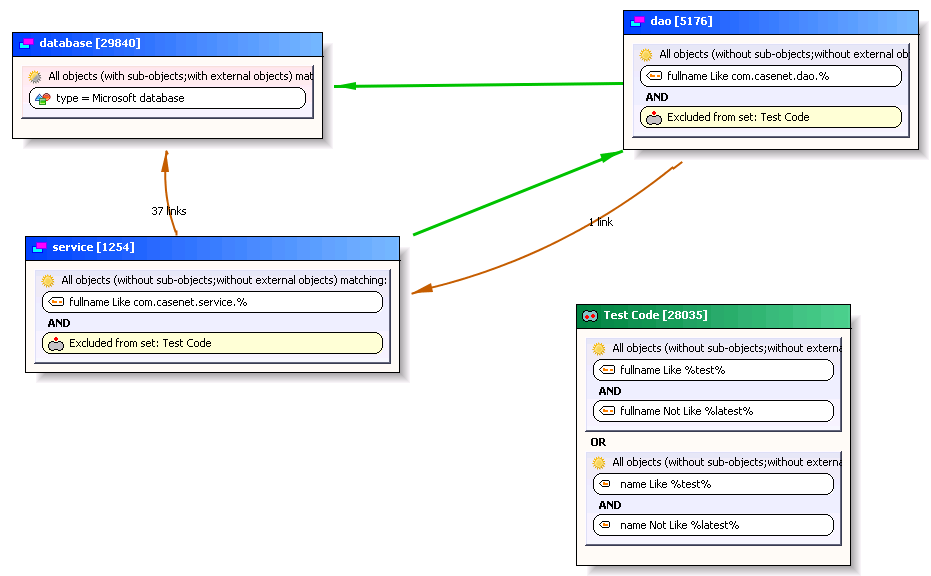 database [29840]
All objects (with sub-objects;with external objects) mat
type = Microsoft database
dao [5176]
All objects (without sub-objects;without external ob
fullname Like com.casenet.dao.%
AND
Excluded from set: Test Code
37 links
1 link
service [1254]
All objects (without sub-objects;without external objects) matching:
fullname Like com.casenet.service.%
AND
Excluded from set: Test Code
Test Code [28035]
All objects (without sub-objects;without externa
fullname Like %test%
AND
fullname Not Like %latest%
OR
All objects (without sub-objects;without externa
name Like %test%
AND
name Not Like %latest%